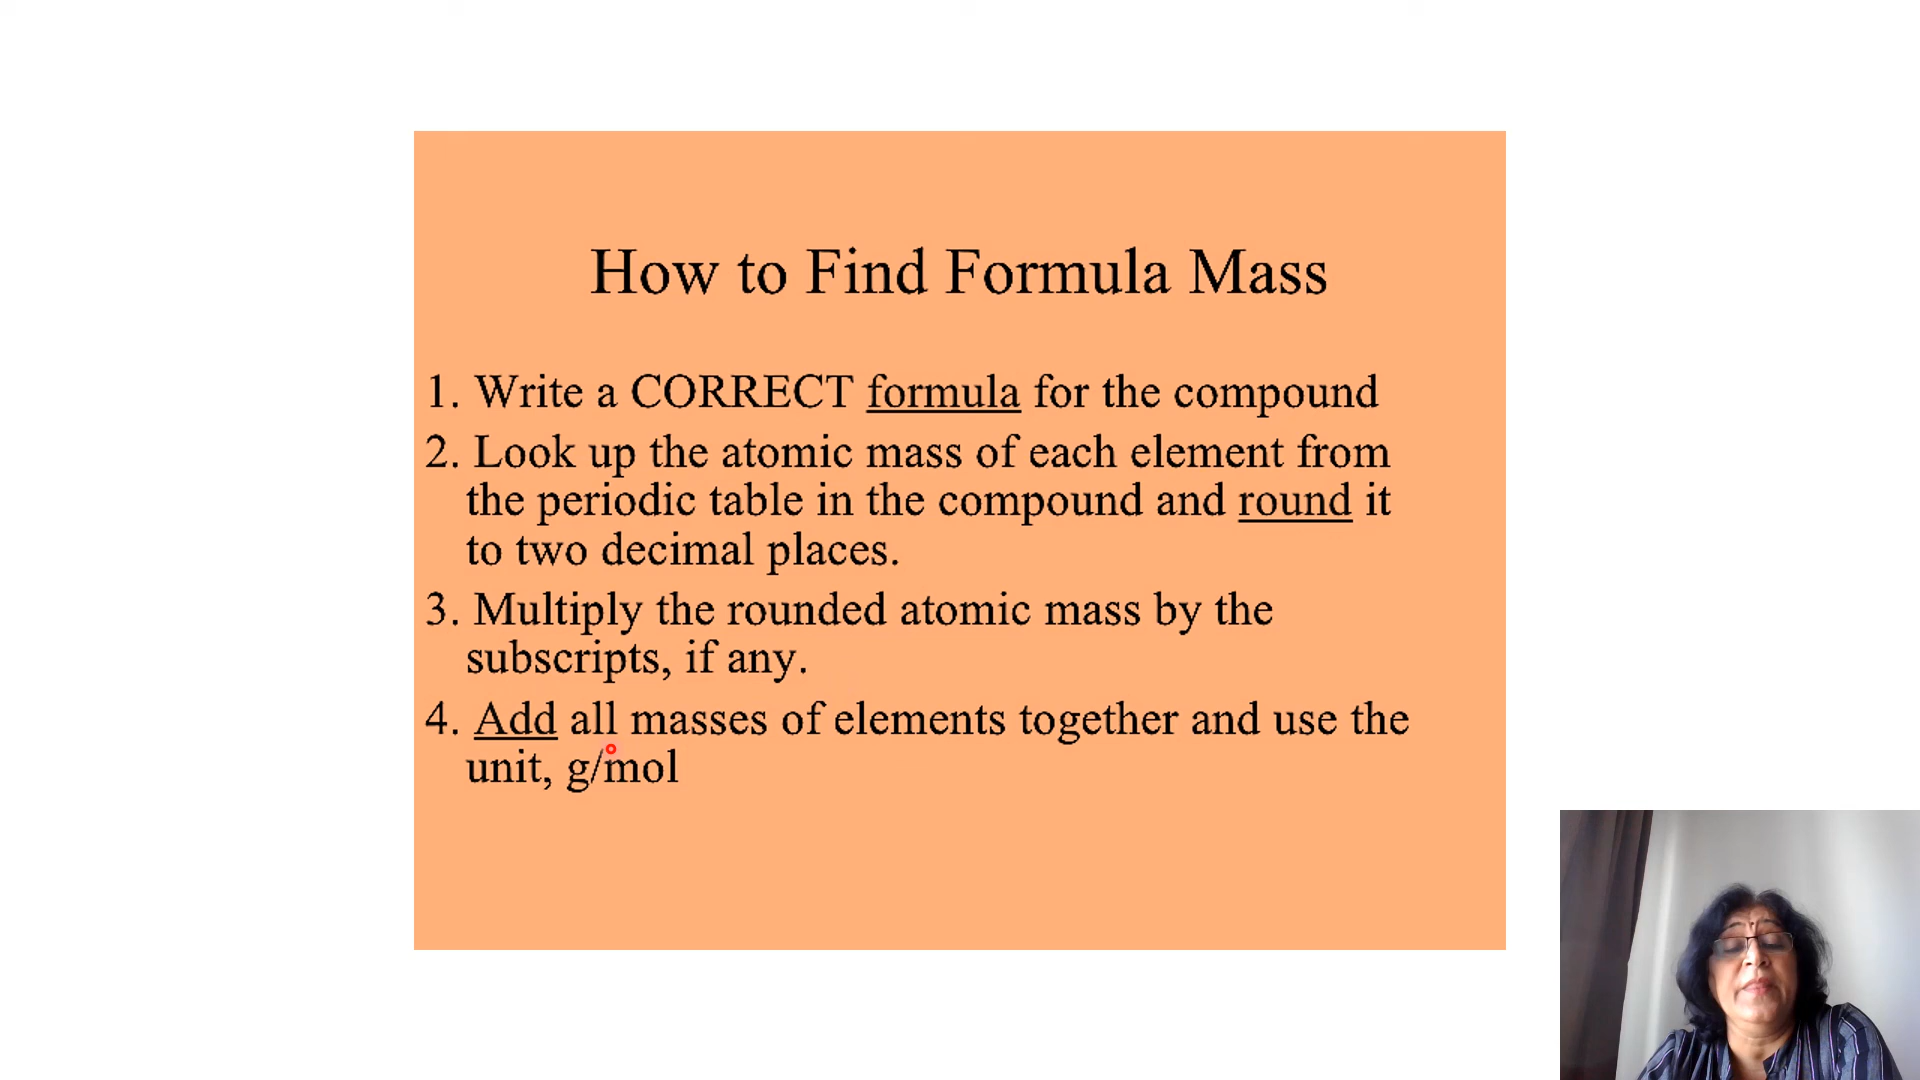 How to Find Formula Mass
1. Write a CORRECT formula for the compound
2. Look up the atomic mass of each element from
the periodic table in the compound and round it
to two decimal places.
3. Multiply the rounded atomic mass by the
subscripts, if any.
4. Add all masses of elements together and use the
unit, g/mol